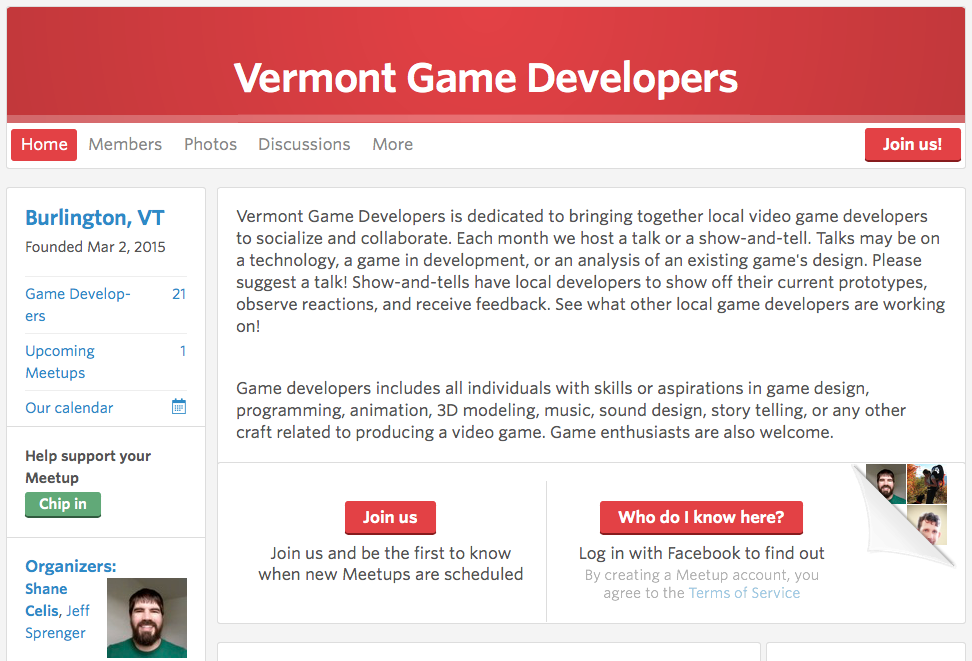 Vermont Game Developers
Home Members Photos Discussions More Join us!
Burlington, VT
Founded Mar 2, 2015
Game Develop- 21
ers
Upcoming 1
Meetups
Our calendar
Help support your
Meetup
Chip in
Organizers:
Shane
Celis, Jeff
Sprenger
Vermont Game Developers is dedicated to bringing together local video game developers
to socialize and collaborate. Each month we host a talk or a show-and-tell. Talks may be on
a technology, a game in development, or an analysis of an existing game's design. Please
suggest a talk! Show-and-tells have local developers to show off their current prototypes,
observe reactions, and receive feedback. See what other local game developers are working
on!
Game developers includes all individuals with skills or aspirations in game design,
programming, animation, 3D modeling, music, sound design, story telling, or any other
craft related to producing a video game. Game enthusiasts are also welcome.
Join us
Join us and be the first to know
when new Meetups are scheduled
Who do I know here?
Log in with Facebook to find out
By creating a Meetup account, you
agree to the Terms of Service